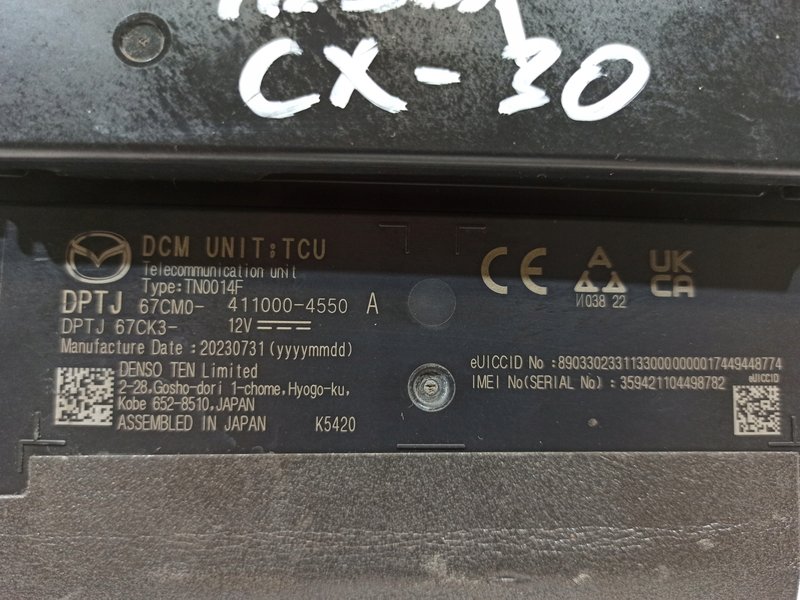 CX-30
DCM UNIT;TCU
Telecommunication unit
Type:TN0014F
DPTJ 67CM0- 411000-4550 A
DPTJ 67CK3- 12V
Manufacture Date :20230731 (yyyymmdd)
DENSO TEN Limited
2-28,Gosho-dori 1-chome,Hyogo-ku,
Kobe 652-8510,JAPAN
ASSEMBLED IN JAPAN K5420
CE
UK
CA
И038 22
eUICCID No :89033023311330000000017449448774
IMEI No(SERIAL No) :359421104498782
eUICCID